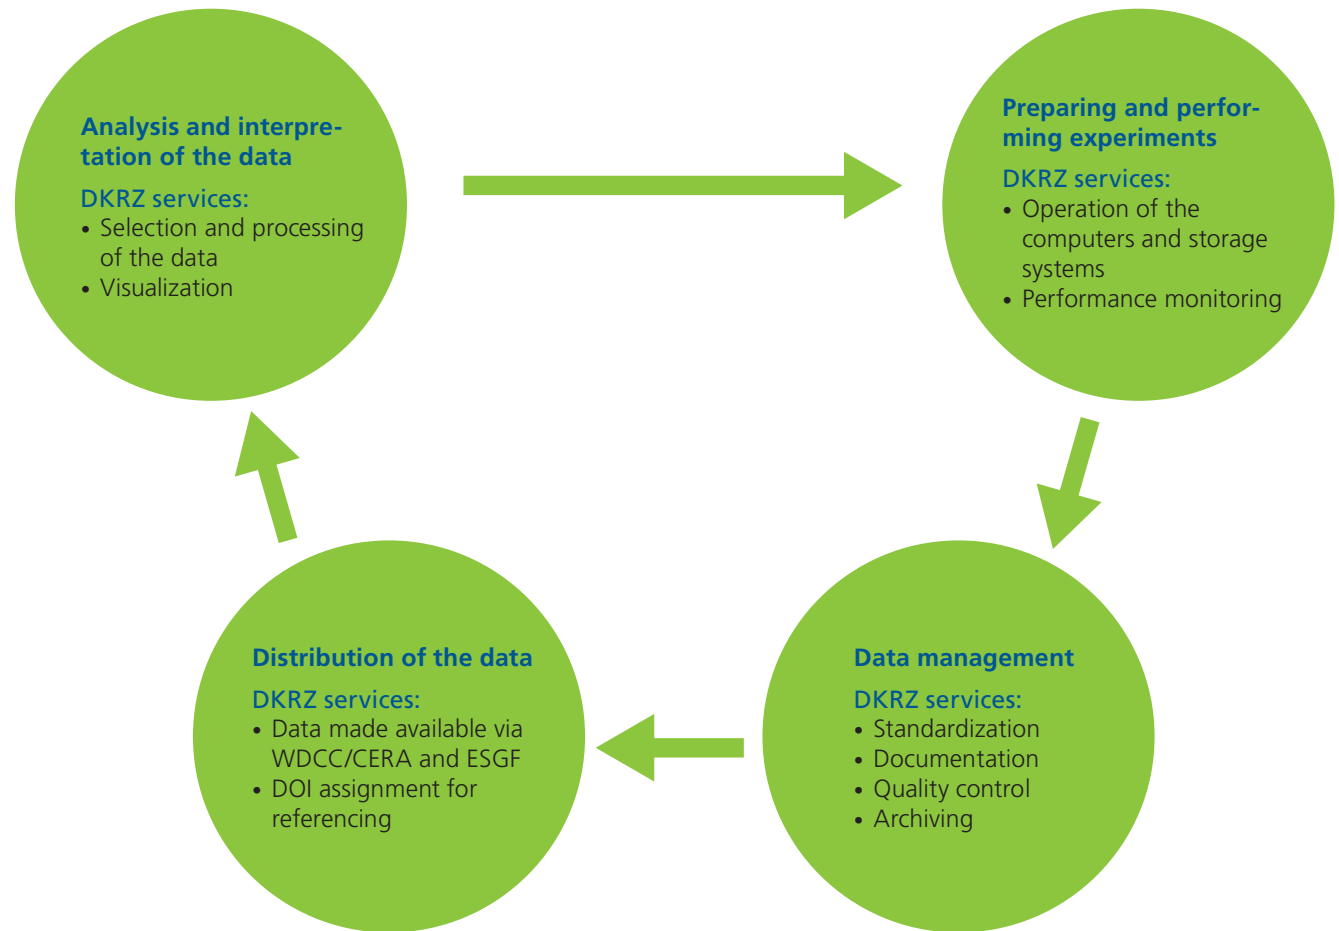 Analysis and interpre-
tation of the data
DKRZ services:
• Selection and processing
of the data
• Visualization
Preparing and perfor-
ming experiments
DKRZ services:
• Operation of the
computers and storage
systems
• Performance monitoring
Distribution of the data
DKRZ services:
• Data made available via
WDCC/CERA and ESGF
• DOI assignment for
referencing
Data management
DKRZ services:
• Standardization
• Documentation
• Quality control
• Archiving